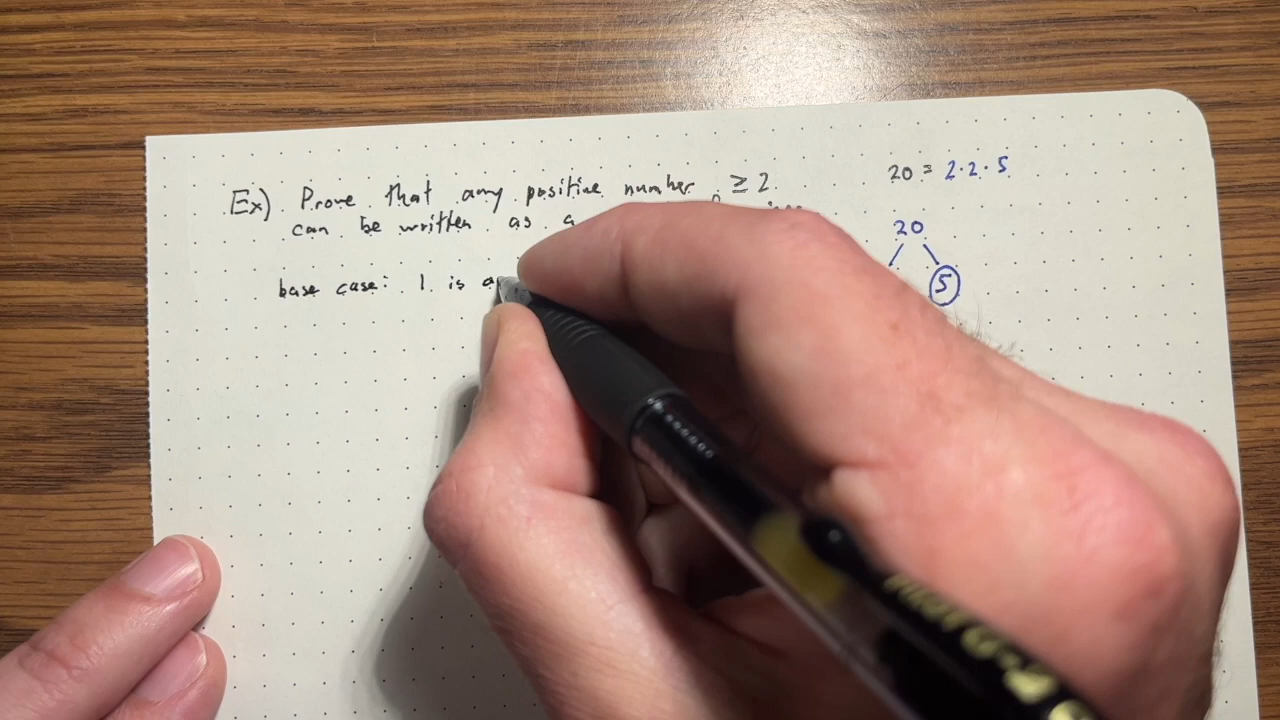 Ex) Prove that any positive number ≥ 2
can be written as a
base case: 1 is a
20 = 2·2·5
20
5